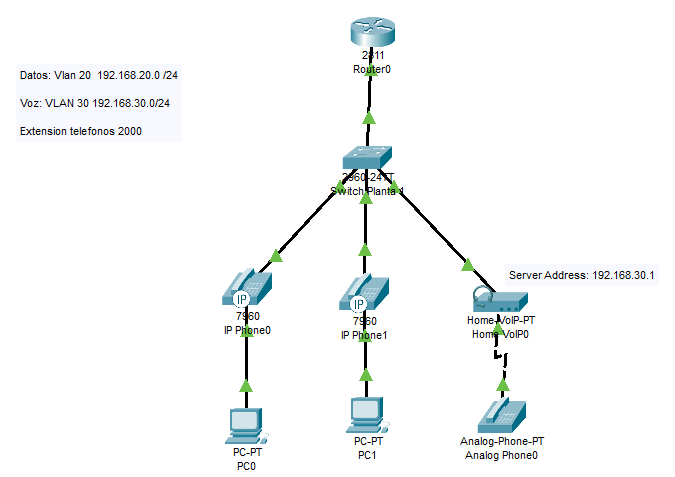 2811
Router0
Datos: Vlan 20 192.168.20.0 /24
Voz: VLAN 30 192.168.30.0/24
Extension telefonos 2000
2960-24TT
Switch Planta 1
Server Address: 192.168.30.1
IP
7960
IP Phone0
IP
7960
IP Phone1
Home-VoIP-PT
Home VoIP0
PC-PT
PC0
PC-PT
PC1
Analog-Phone-PT
Analog Phone0